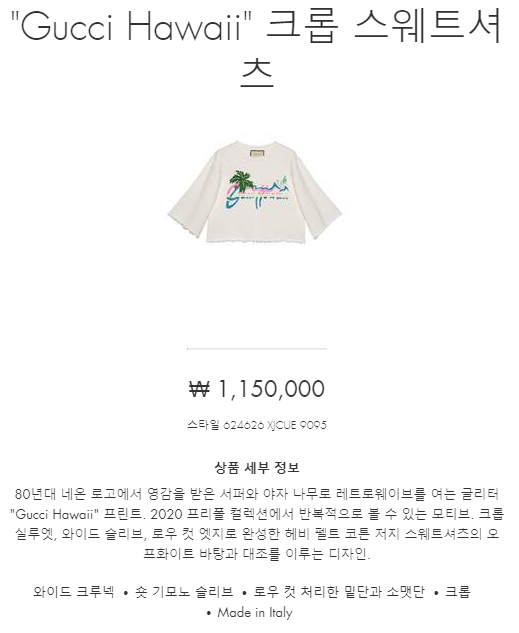 "Gucci Hawaii" 크롭 스웨트셔
츠
₩ 1,150,000
스타일 624626 XJCUE 9095
상품 세부 정보
80년대 네온 로고에서 영감을 받은 서퍼와 야자 나무로 레트로웨이브를 여는 글리터
"Gucci Hawaii" 프린트. 2020 프리폴 컬렉션에서 반복적으로 볼 수 있는 모티브. 크롭
실루엣, 와이드 슬리브, 로우 컷 엣지로 완성한 헤비 펠트 코튼 저지 스웨트셔츠의 오
프화이트 바탕과 대조를 이루는 디자인.
와이드 크루넥 • 숏 기모노 슬리브 • 로우 컷 처리한 밑단과 소맷단 • 크롭
• Made in Italy